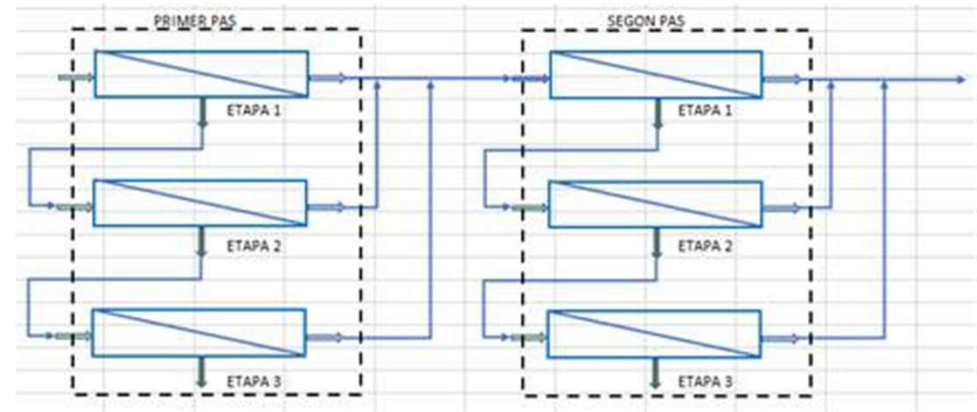 PRIMER PAS
SEGON PAS
ETAPA 1
ETAPA 1
ETAPA 2
ETAPA 2
ETAPA 3
ETAPA 3